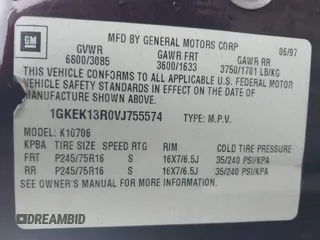 GM
MFD BY GENERAL MOTORS CORP 06/97
GVWR GAWR FRT GAWR RR
6800/3085 3600/1633 3750/1701 LB/KG
THIS VEHICLE CONFORMS TO ALL APPLICABLE U.S. FEDERAL MOTOR
VEHICLE SAFETY STANDARDS IN EFFECT ON THE DATE OF
MANUFACTURE SHOWN ABOVE.
1GKEK13R0VJ755574 TYPE: M.P.V.
MODEL: K10706
KPBA TIRE SIZE SPEED RTG RIM COLD TIRE PRESSURE
FRT P245/75R16 S 16X7/6.5J 35/240 PSI/KPA
RR P245/75R16 S 16X7/6.5J 35/240 PSI/KPA
SEE OWNER'S MANUAL FOR MORE INFORMATION.
DREAMBID